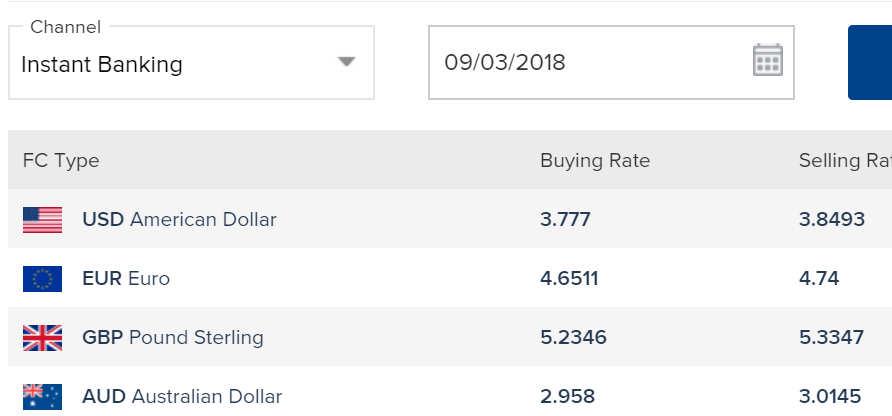 Channel
Instant Banking
09/03/2018
FC Type Buying Rate Selling
USD American Dollar 3.777 3.8493
EUR Euro 4.6511 4.74
GBP Pound Sterling 5.2346 5.3347
AUD Australian Dollar 2.958 3.0145